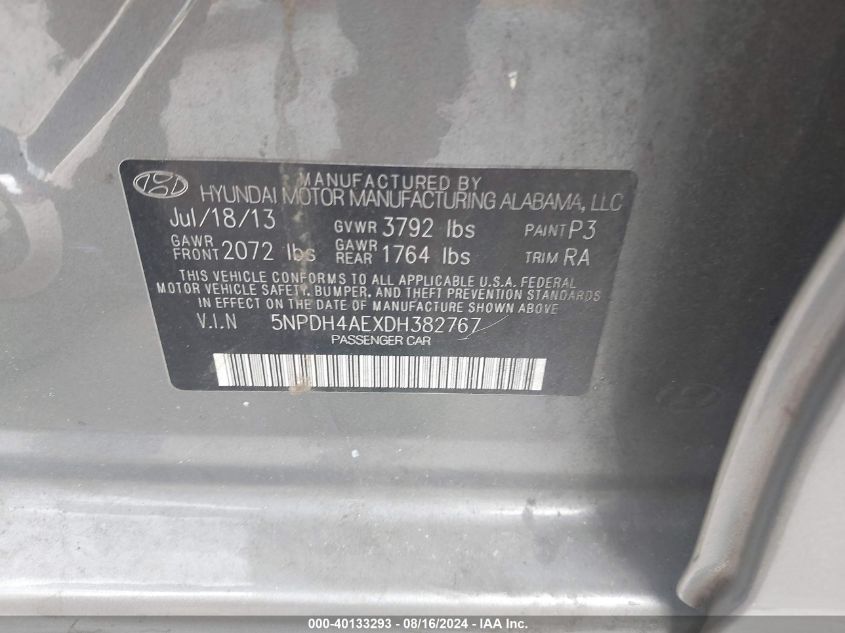 MANUFACTURED BY
HYUNDAI MOTOR MANUFACTURING ALABAMA, LLC
Jul/18/13 GVWR 3792 lbs PAINT P3
GAWR FRONT 2072 lbs GAWR REAR 1764 lbs TRIM RA
THIS VEHICLE CONFORMS TO ALL APPLICABLE U.S.A. FEDERAL
MOTOR VEHICLE SAFETY, BUMPER, AND THEFT PREVENTION STANDARDS
IN EFFECT ON THE DATE OF MANUFACTURE SHOWN ABOVE
V.I.N 5NPDH4AEXDH382767
PASSENGER CAR
000-40133293 - 08/16/2024 - IAA Inc.